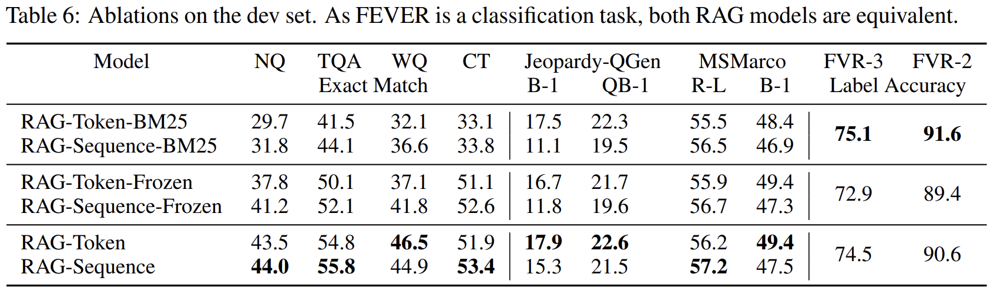 Table 6: Ablations on the dev set. As FEVER is a classification task, both RAG models are equivalent.
Model NQ TQA WQ CT Jeopardy-QGen MSMarco FVR-3 FVR-2
Exact Match B-1 QB-1 R-L B-1 Label Accuracy
RAG-Token-BM25 29.7 41.5 32.1 33.1 17.5 22.3 55.5 48.4
75.1 91.6
RAG-Sequence-BM25 31.8 44.1 36.6 33.8 11.1 19.5 56.5 46.9
RAG-Token-Frozen 37.8 50.1 37.1 51.1 16.7 21.7 55.9 49.4
72.9 89.4
RAG-Sequence-Frozen 41.2 52.1 41.8 52.6 11.8 19.6 56.7 47.3
RAG-Token 43.5 54.8 46.5 51.9 17.9 22.6 56.2 49.4
74.5 90.6
RAG-Sequence 44.0 55.8 44.9 53.4 15.3 21.5 57.2 47.5